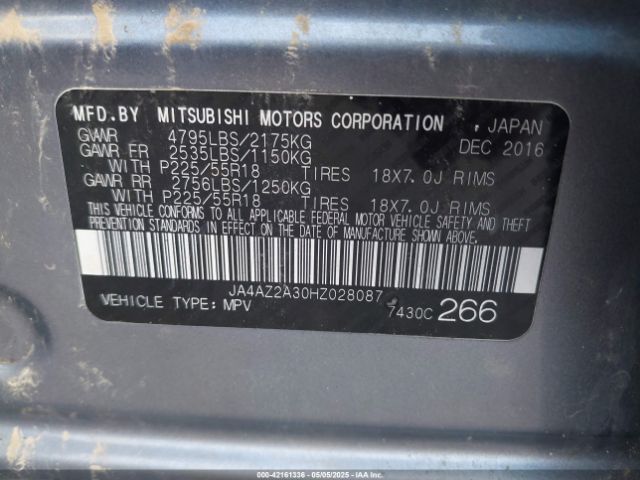 MFD.BY MITSUBISHI MOTORS CORPORATION , JAPAN
GVWR 4795LBS/2175KG DEC 2016
GAWR FR 2535LBS/1150KG
WITH P225/55R18 TIRES 18X7.0J RIMS
GAWR RR 2756LBS/1250KG
WITH P225/55R18 TIRES 18X7.0J RIMS
THIS VEHICLE CONFORMS TO ALL APPLICABLE FEDERAL MOTOR VEHICLE SAFETY AND THEFT
PREVENTION STANDARDS IN EFFECT ON THE DATE OF MANUFACTURE SHOWN ABOVE.
JA4AZ2A30HZ028087
VEHICLE TYPE: MPV 7430C 266
000-42161336 - 05/05/2025 - © IAA Holdings, LLC